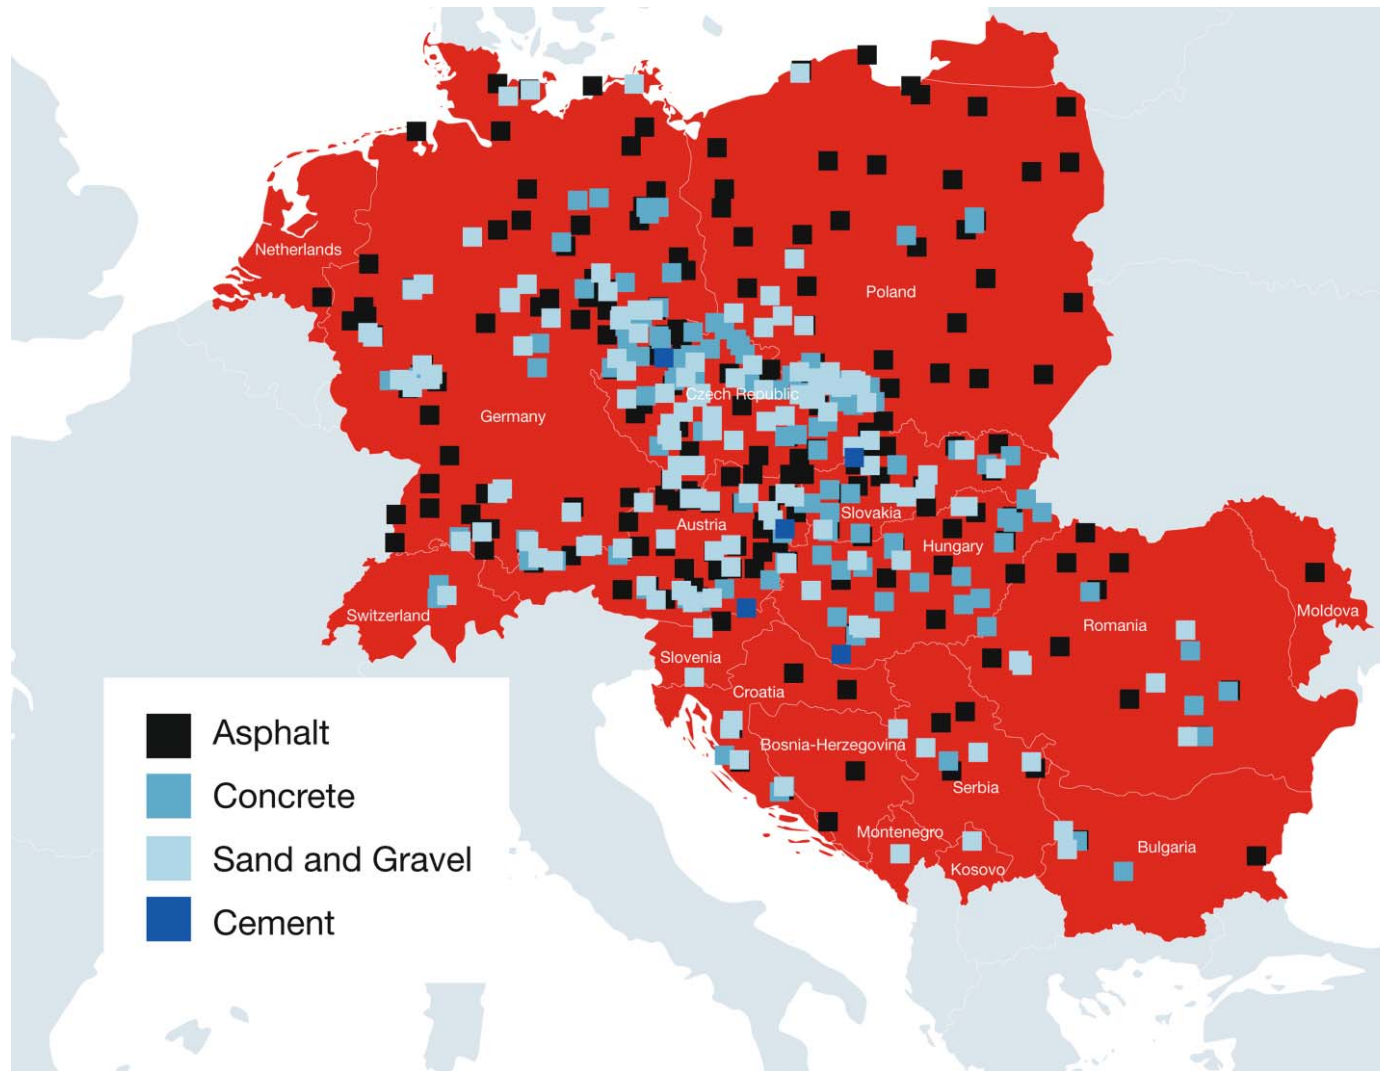 Netherlands
Poland
Czech Republic
Germany
Slovakia
Austria
Hungary
Switzerland
Moldova
Romania
Slovenia
Croatia
Bosnia-Herzegovina
Serbia
Montenegro
Bulgaria
Kosovo
Asphalt
Concrete
Sand and Gravel
Cement